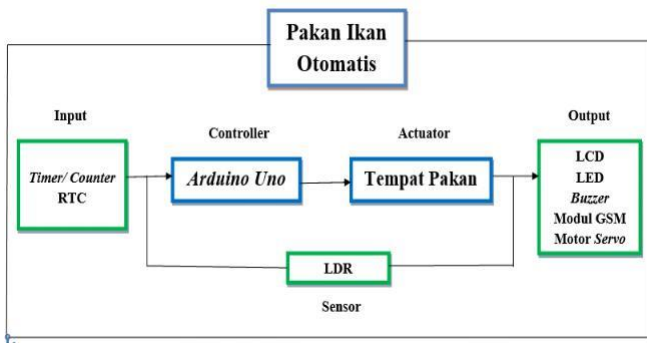 Pakan Ikan
Otomatis
Input
Controller
Actuator
Output
Timer/ Counter
RTC
Arduino Uno
Tempat Pakan
LCD
LED
Buzzer
Modul GSM
Motor Servo
LDR
Sensor